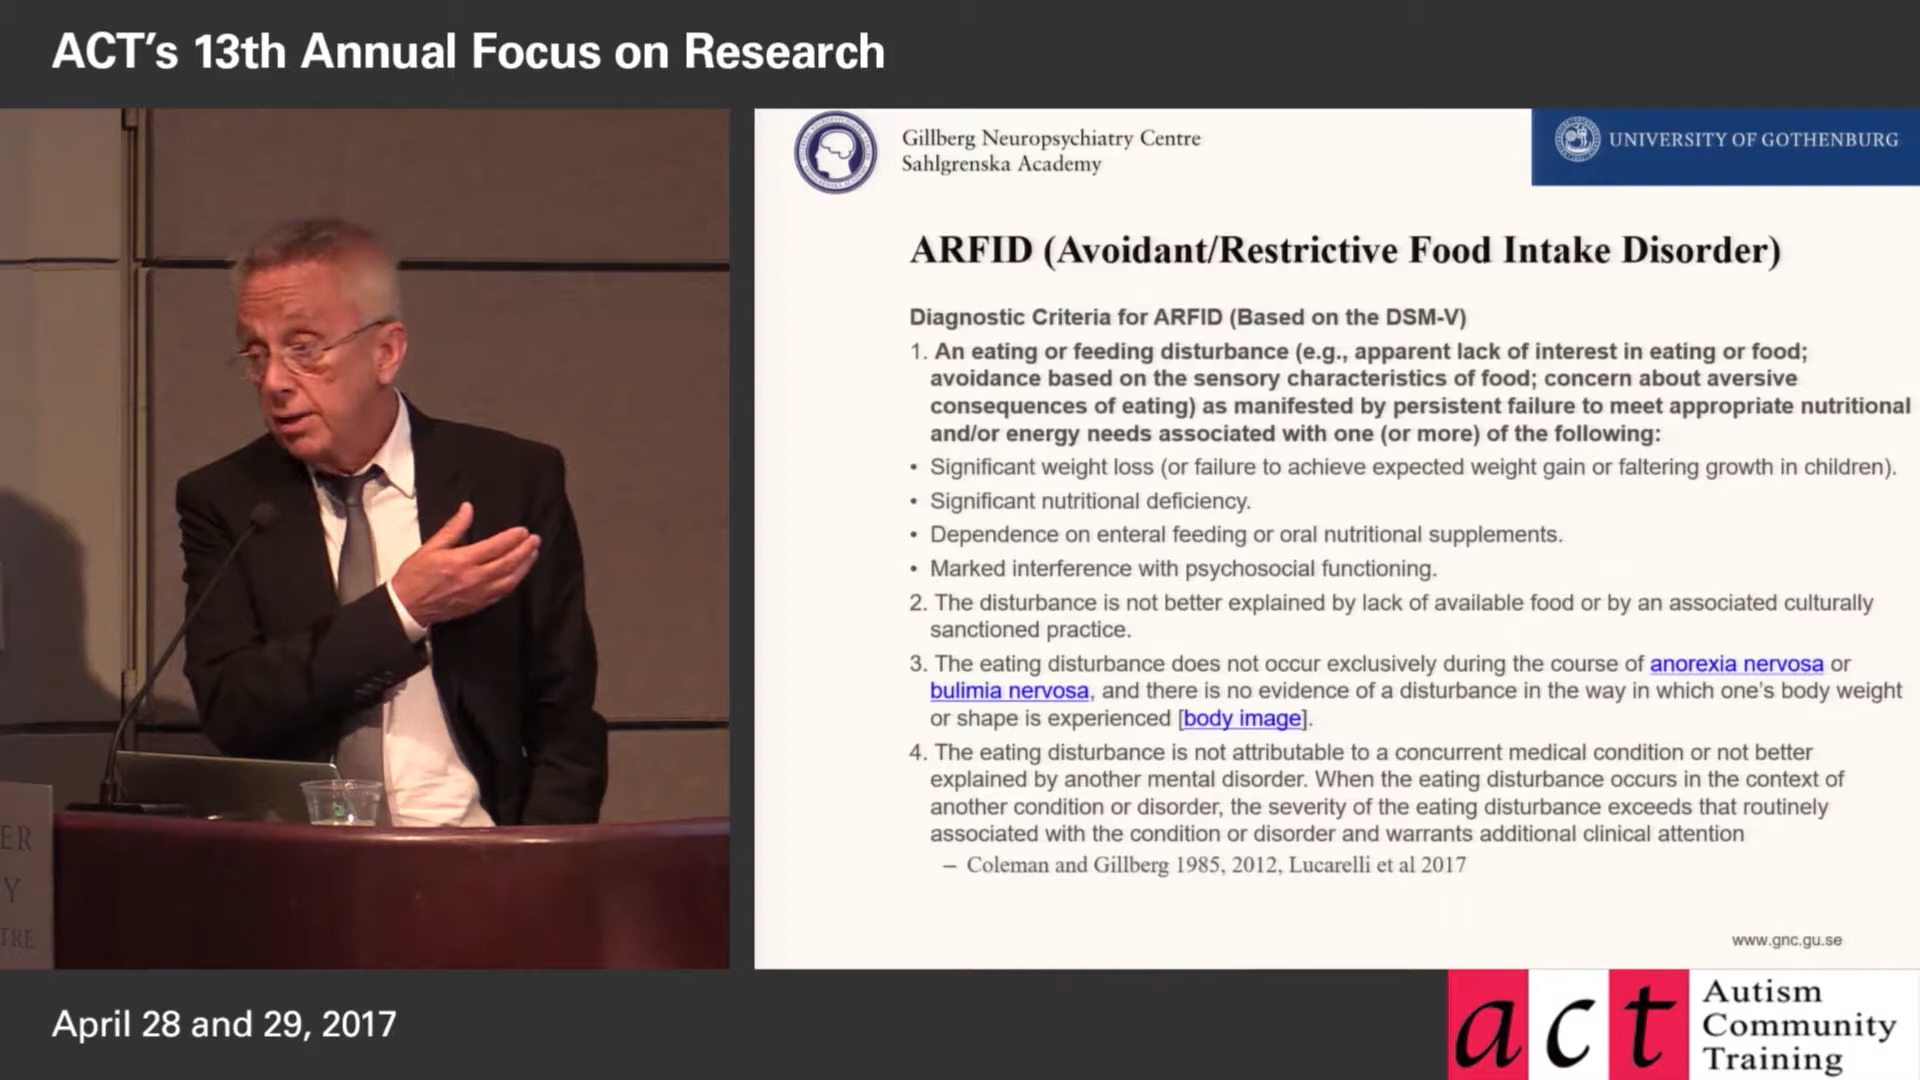 ACT's 13th Annual Focus on Research
Gillberg Neuropsychiatry Centre
Sahlgrenska Academy
UNIVERSITY OF GOTHENBURG
ARFID (Avoidant/Restrictive Food Intake Disorder)
Diagnostic Criteria for ARFID (Based on the DSM-V)
1. An eating or feeding disturbance (e.g., apparent lack of interest in eating or food;
avoidance based on the sensory characteristics of food; concern about aversive
consequences of eating) as manifested by persistent failure to meet appropriate nutritional
and/or energy needs associated with one (or more) of the following:
• Significant weight loss (or failure to achieve expected weight gain or faltering growth in children).
• Significant nutritional deficiency.
• Dependence on enteral feeding or oral nutritional supplements.
• Marked interference with psychosocial functioning.
2. The disturbance is not better explained by lack of available food or by an associated culturally
sanctioned practice.
3. The eating disturbance does not occur exclusively during the course of anorexia nervosa or
bulimia nervosa, and there is no evidence of a disturbance in the way in which one's body weight
or shape is experienced [body image].
4. The eating disturbance is not attributable to a concurrent medical condition or not better
explained by another mental disorder. When the eating disturbance occurs in the context of
another condition or disorder, the severity of the eating disturbance exceeds that routinely
associated with the condition or disorder and warrants additional clinical attention
– Coleman and Gillberg 1985, 2012, Lucarelli et al 2017
www.gnc.gu.se
ER
Y
TRE
April 28 and 29, 2017
act
Autism
Community
Training